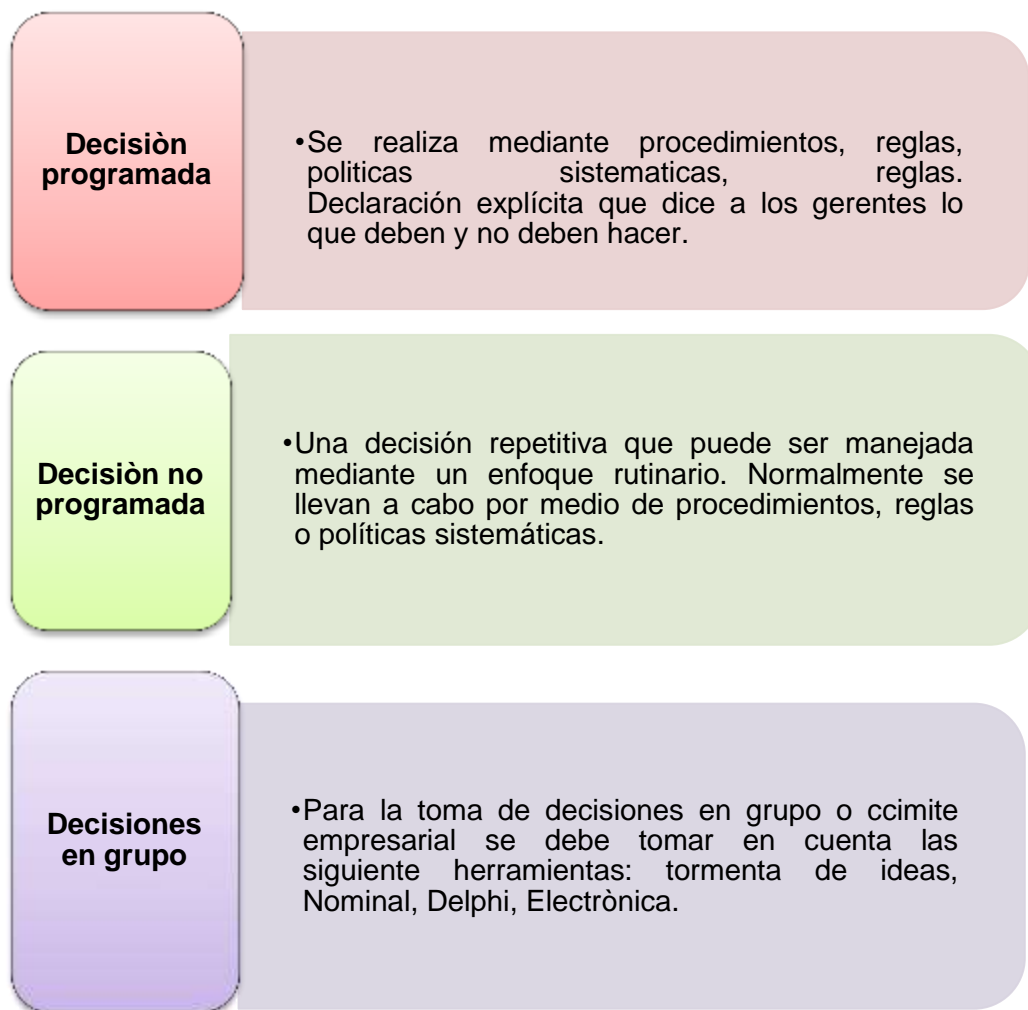 Decisiòn
programada
•Se realiza mediante procedimientos, reglas,
politicas sistematicas, reglas.
Declaración explícita que dice a los gerentes lo
que deben y no deben hacer.
Decisiòn no
programada
•Una decisión repetitiva que puede ser manejada
mediante un enfoque rutinario. Normalmente se
llevan a cabo por medio de procedimientos, reglas
o políticas sistemáticas.
Decisiones
en grupo
•Para la toma de decisiones en grupo o ccimite
empresarial se debe tomar en cuenta las
siguiente herramientas: tormenta de ideas,
Nominal, Delphi, Electrònica.